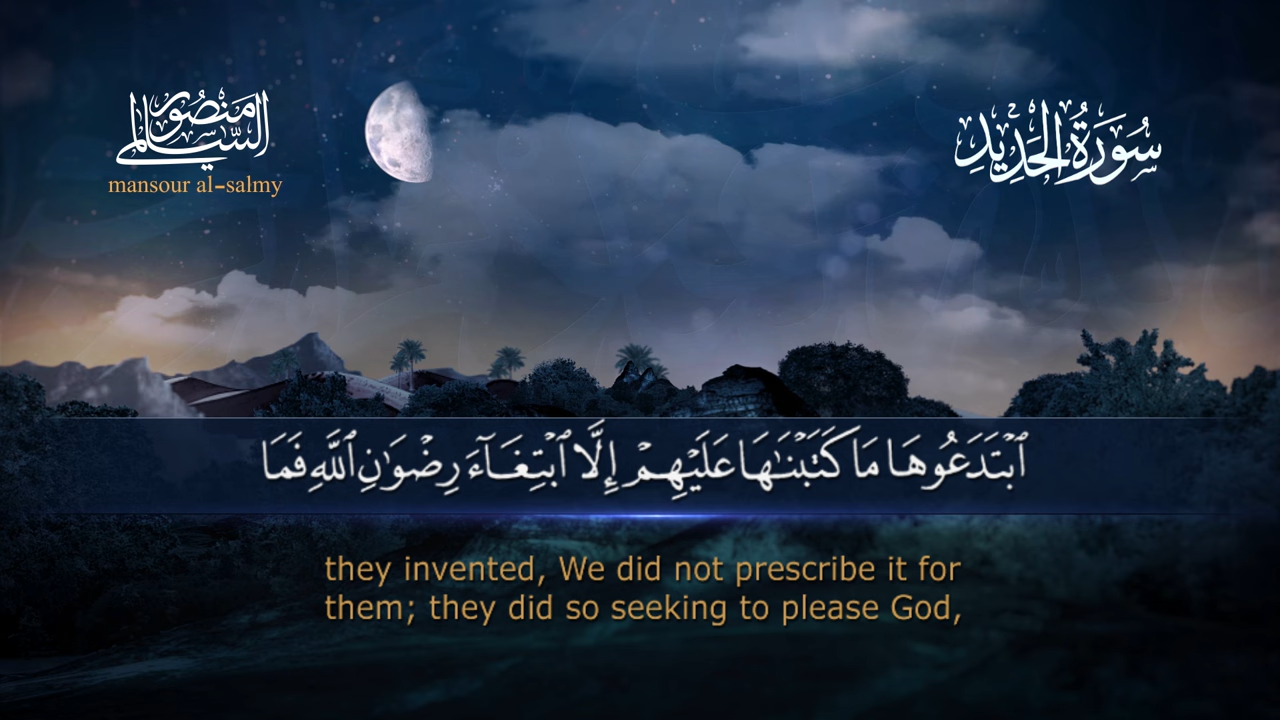 منصور السالمي
mansour al-salmy
سُورَةُ الحَدِيدِ
ٱبۡتَدَعُوهَا مَا كَتَبۡنَٰهَا عَلَيۡهِمۡ إِلَّا ٱبۡتِغَآءَ رِضۡوَٰنِ ٱللَّهِ فَمَا
they invented, We did not prescribe it for
them; they did so seeking to please God,